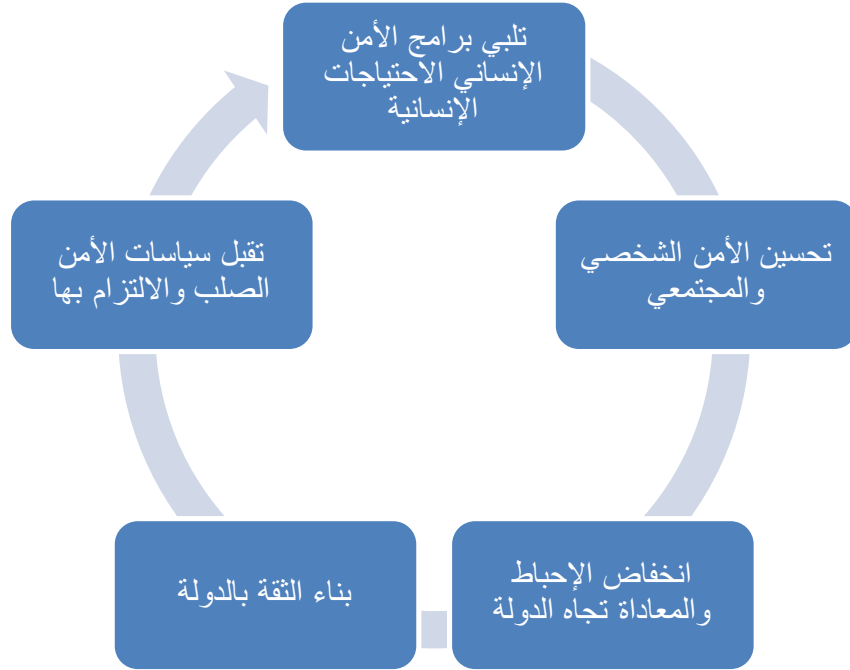 تلبي برامج الأمن
الإنساني الاحتياجات
الإنسانية
تحسين الأمن الشخصي
والمجتمعي
انخفاض الإحباط
والمعاداة تجاه الدولة
بناء الثقة بالدولة
تقبل سياسات الأمن
الصلب والالتزام بها